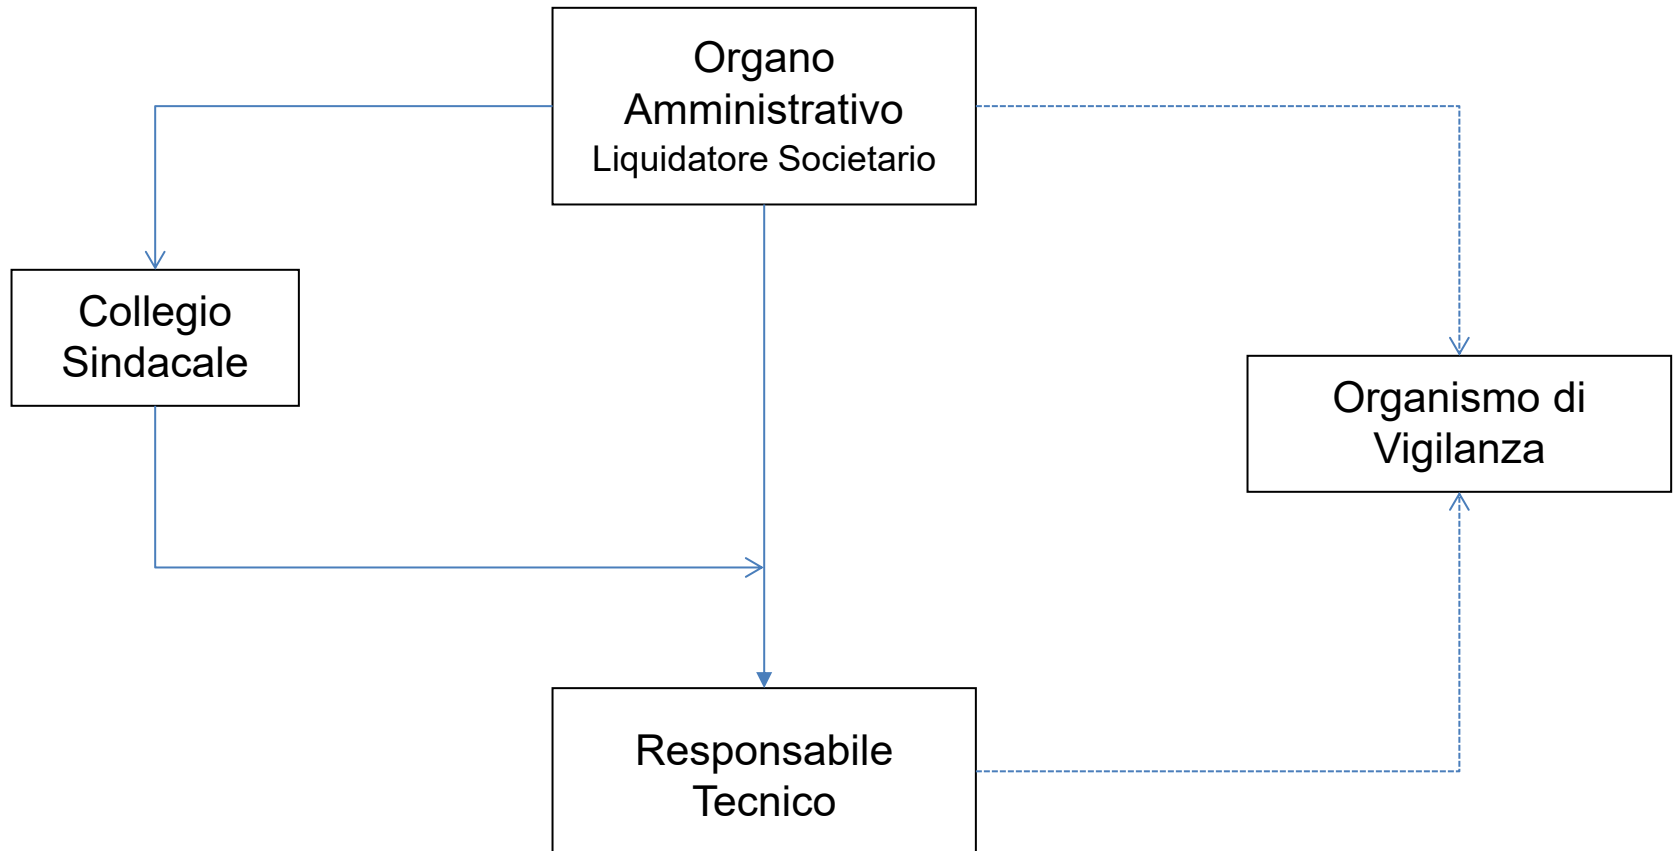 Organo
Amministrativo
Liquidatore Societario
Collegio
Sindacale
Organismo di
Vigilanza
Responsabile
Tecnico